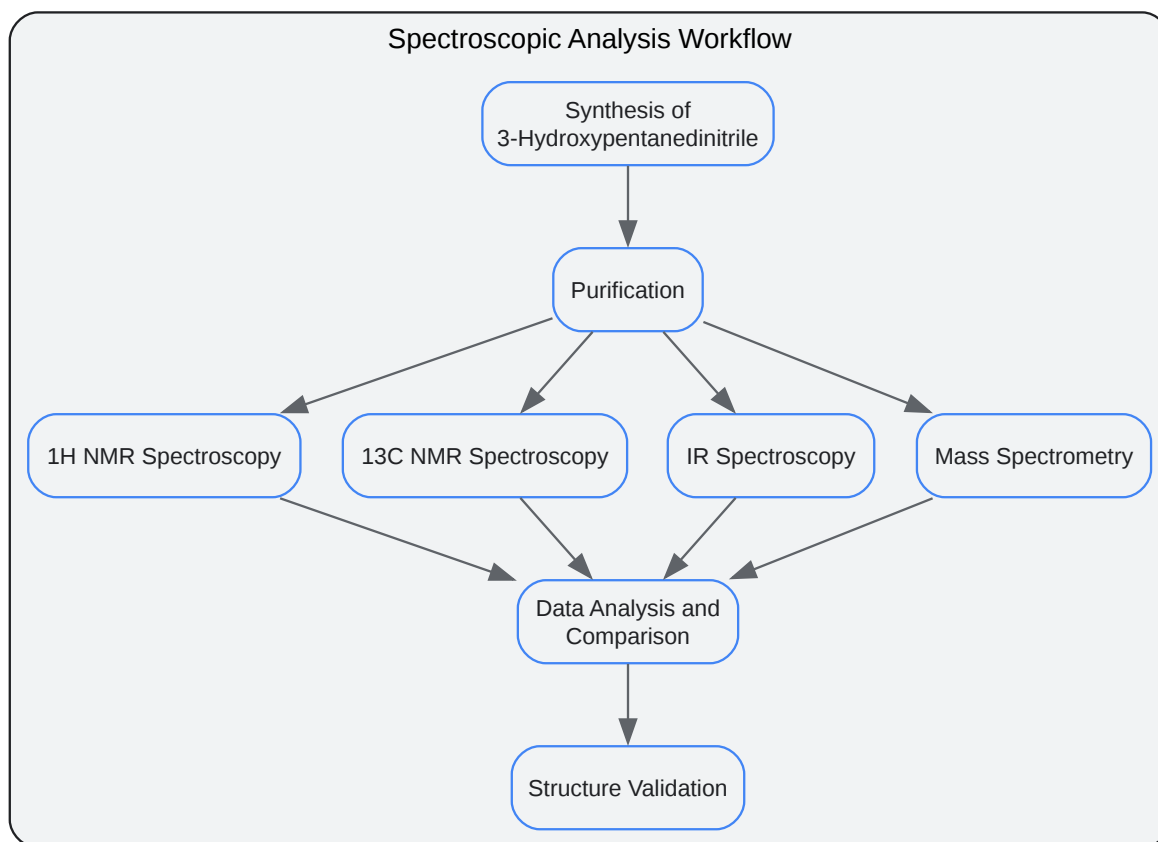 Spectroscopic Analysis Workflow
Synthesis of
3-Hydroxypentanedinitrile
Purification
1H NMR Spectroscopy
13C NMR Spectroscopy
IR Spectroscopy
Mass Spectrometry
Data Analysis and
Comparison
Structure Validation